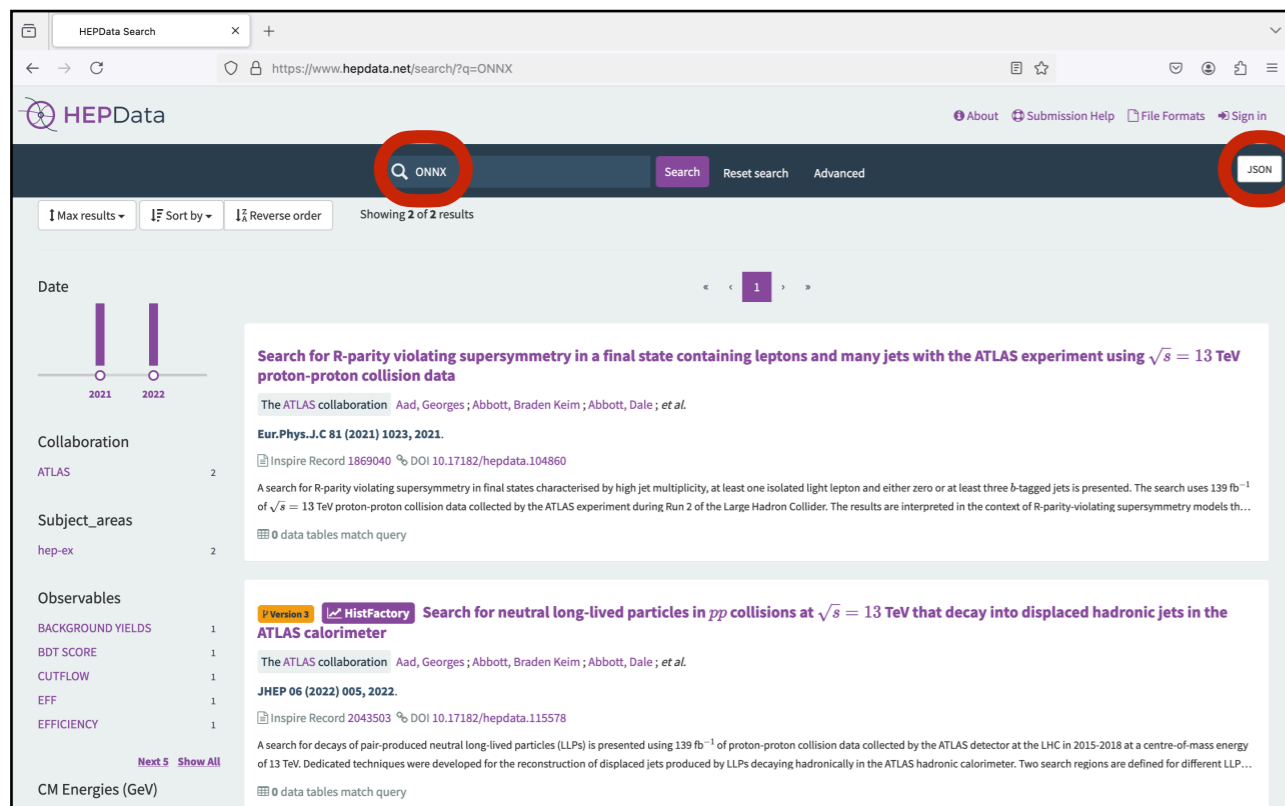 HEPData Search × +
https://www.hepdata.net/search/?q=ONNX
HEPData
About Submission Help File Formats Sign in
ONNX Search Reset search Advanced JSON
Max results Sort by Reverse order Showing 2 of 2 results
Date
2021 2022
« ‹ 1 › »
Collaboration
ATLAS 2
Subject_areas
hep-ex 2
Observables
BACKGROUND YIELDS 1
BDT SCORE 1
CUTFLOW 1
EFF 1
EFFICIENCY 1
Next 5 Show All
CM Energies (GeV)
Search for R-parity violating supersymmetry in a final state containing leptons and many jets with the ATLAS experiment using √s = 13 TeV
proton-proton collision data
The ATLAS collaboration Aad, Georges ; Abbott, Braden Keim ; Abbott, Dale ; et al.
Eur.Phys.J.C 81 (2021) 1023, 2021.
Inspire Record 1869040 DOI 10.17182/hepdata.104860
A search for R-parity violating supersymmetry in final states characterised by high jet multiplicity, at least one isolated light lepton and either zero or at least three b-tagged jets is presented. The search uses 139 fb⁻¹
of √s = 13 TeV proton-proton collision data collected by the ATLAS experiment during Run 2 of the Large Hadron Collider. The results are interpreted in the context of R-parity-violating supersymmetry models th...
0 data tables match query
Version 3 HistFactory Search for neutral long-lived particles in pp collisions at √s = 13 TeV that decay into displaced hadronic jets in the
ATLAS calorimeter
The ATLAS collaboration Aad, Georges ; Abbott, Braden Keim ; Abbott, Dale ; et al.
JHEP 06 (2022) 005, 2022.
Inspire Record 2043503 DOI 10.17182/hepdata.115578
A search for decays of pair-produced neutral long-lived particles (LLPs) is presented using 139 fb⁻¹ of proton-proton collision data collected by the ATLAS detector at the LHC in 2015-2018 at a centre-of-mass energy
of 13 TeV. Dedicated techniques were developed for the reconstruction of displaced jets produced by LLPs decaying hadronically in the ATLAS hadronic calorimeter. Two search regions are defined for different LLP...
0 data tables match query